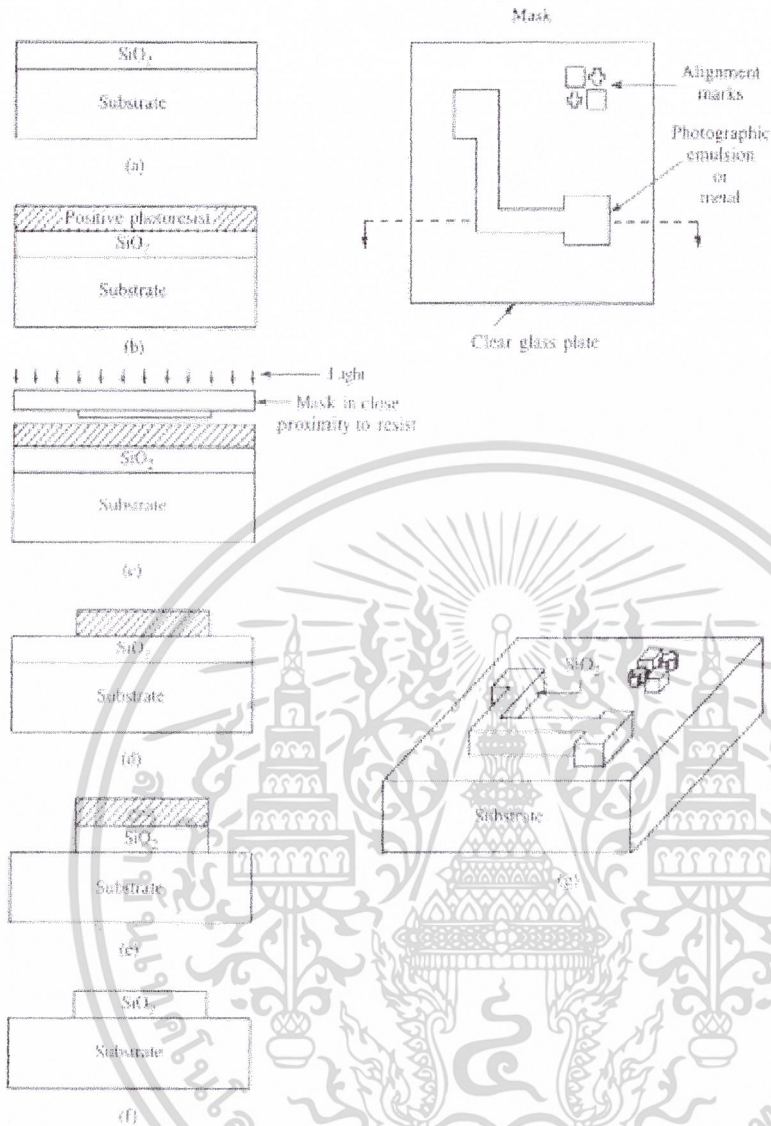 Mask
SiO2
Substrate
(a)
Positive photoresist
SiO2
Substrate
(b)
Alignment
marks
Photographic
emulsion
or
metal
Clear glass plate
Light
Mask in close
proximity to resist
SiO2
Substrate
(c)
SiO2
Substrate
(d)
SiO2
Substrate
(e)
SiO2
Substrate
(f)
SiO2
Substrate
(g)